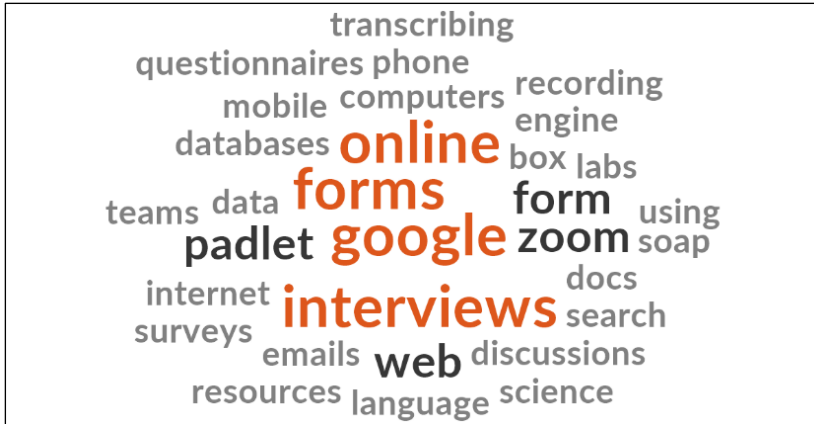 transcribing
questionnaires phone
mobile computers recording
databases online engine
box labs
forms form
teams data using
padlet google zoom soap
docs
internet interviews search
surveys
emails web discussions
resources language science